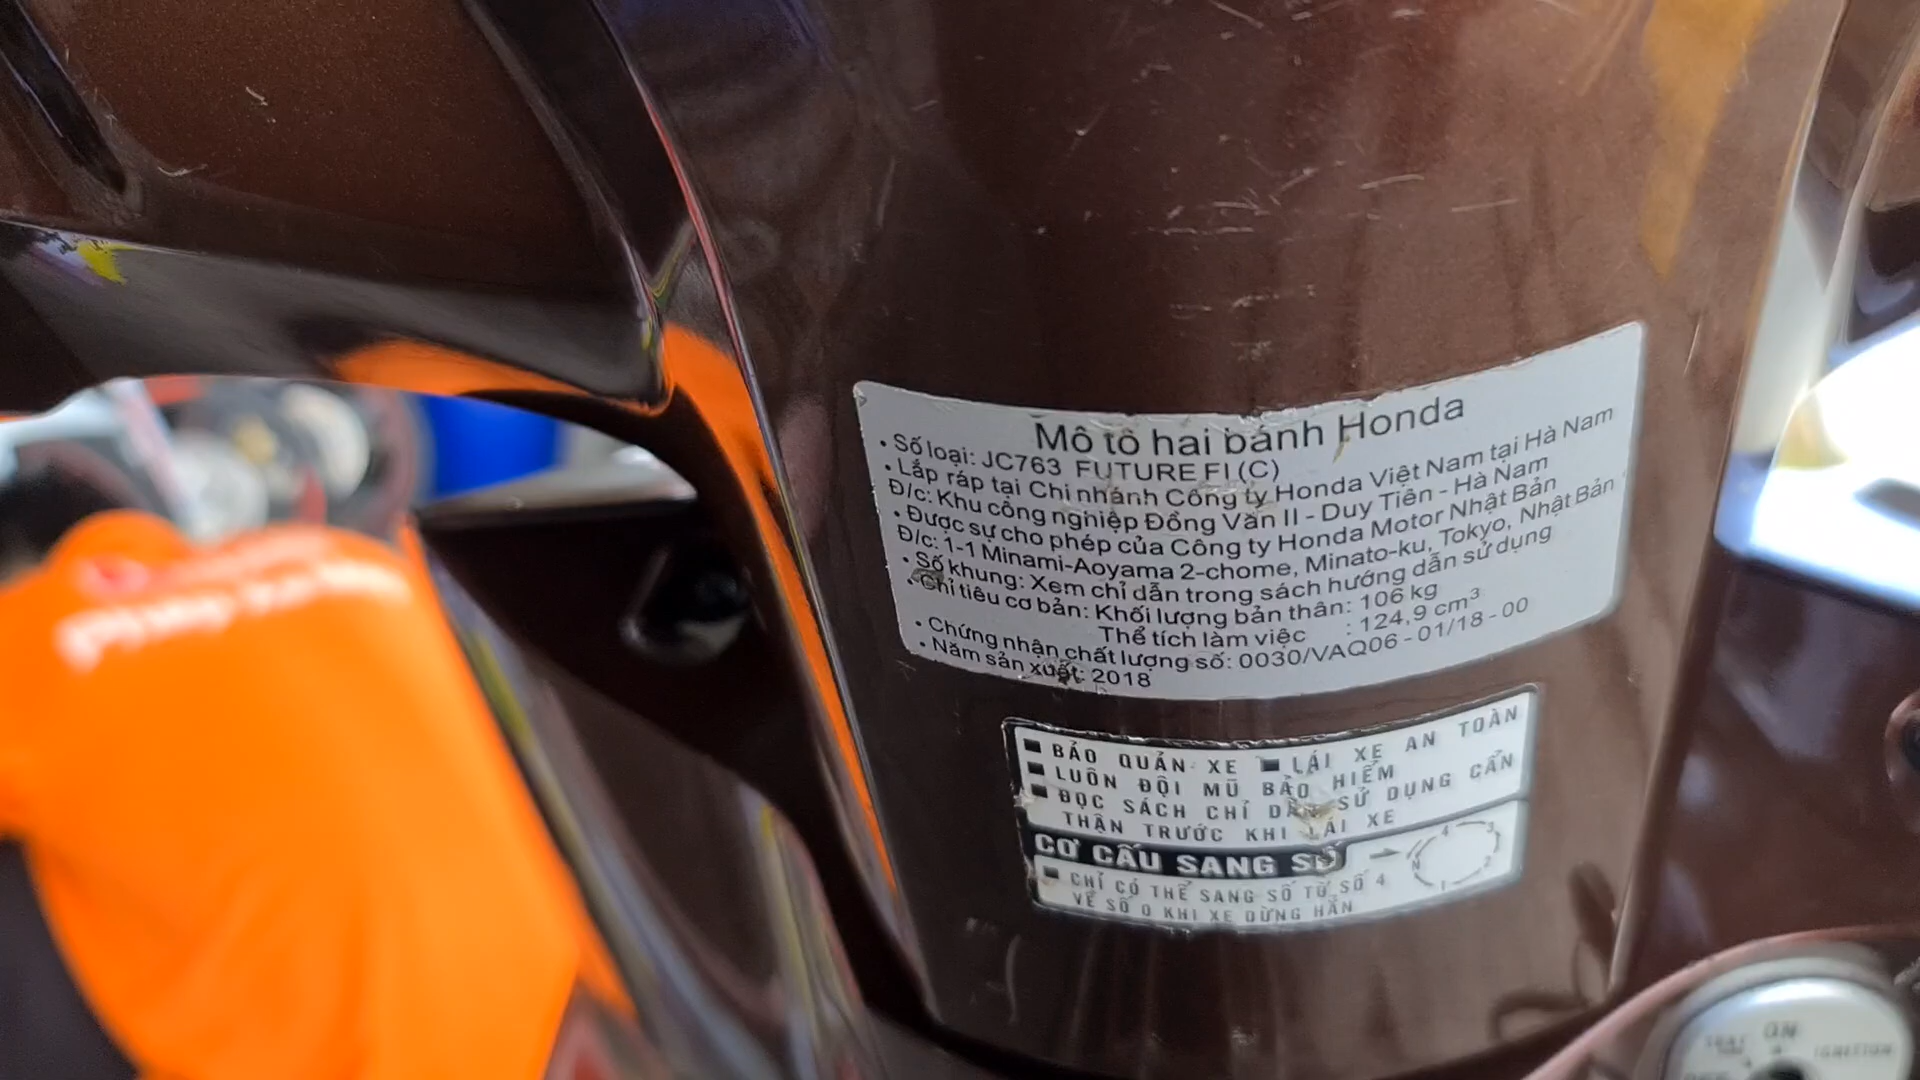 Mô tô hai bánh Honda
• Số loại: JC763 FUTURE FI (C)
• Lắp ráp tại Chi nhánh Công ty Honda Việt Nam tại Hà Nam
Đ/c: Khu công nghiệp Đồng Văn II - Duy Tiên - Hà Nam
• Được sự cho phép của Công ty Honda Motor Nhật Bản
Đ/c: 1-1 Minami-Aoyama 2-chome, Minato-ku, Tokyo, Nhật Bản
• Số khung: Xem chỉ dẫn trong sách hướng dẫn sử dụng
• Chỉ tiêu cơ bản: Khối lượng bản thân: 106 kg
Thể tích làm việc : 124,9 cm³
• Chứng nhận chất lượng số: 0030/VAQ06 - 01/18 - 00
• Năm sản xuất: 2018
BẢO QUẢN XE LÁI XE AN TOÀN
LUÔN ĐỘI MŨ BẢO HIỂM
ĐỌC SÁCH CHỈ DẪN SỬ DỤNG CẨN
THẬN TRƯỚC KHI LÁI XE
CƠ CẤU SANG SỐ
N 1 2 3 4
CHỈ CÓ THỂ SANG SỐ TỪ SỐ 4
VỀ SỐ 0 KHI XE DỪNG HẲN
ON
IGNITION